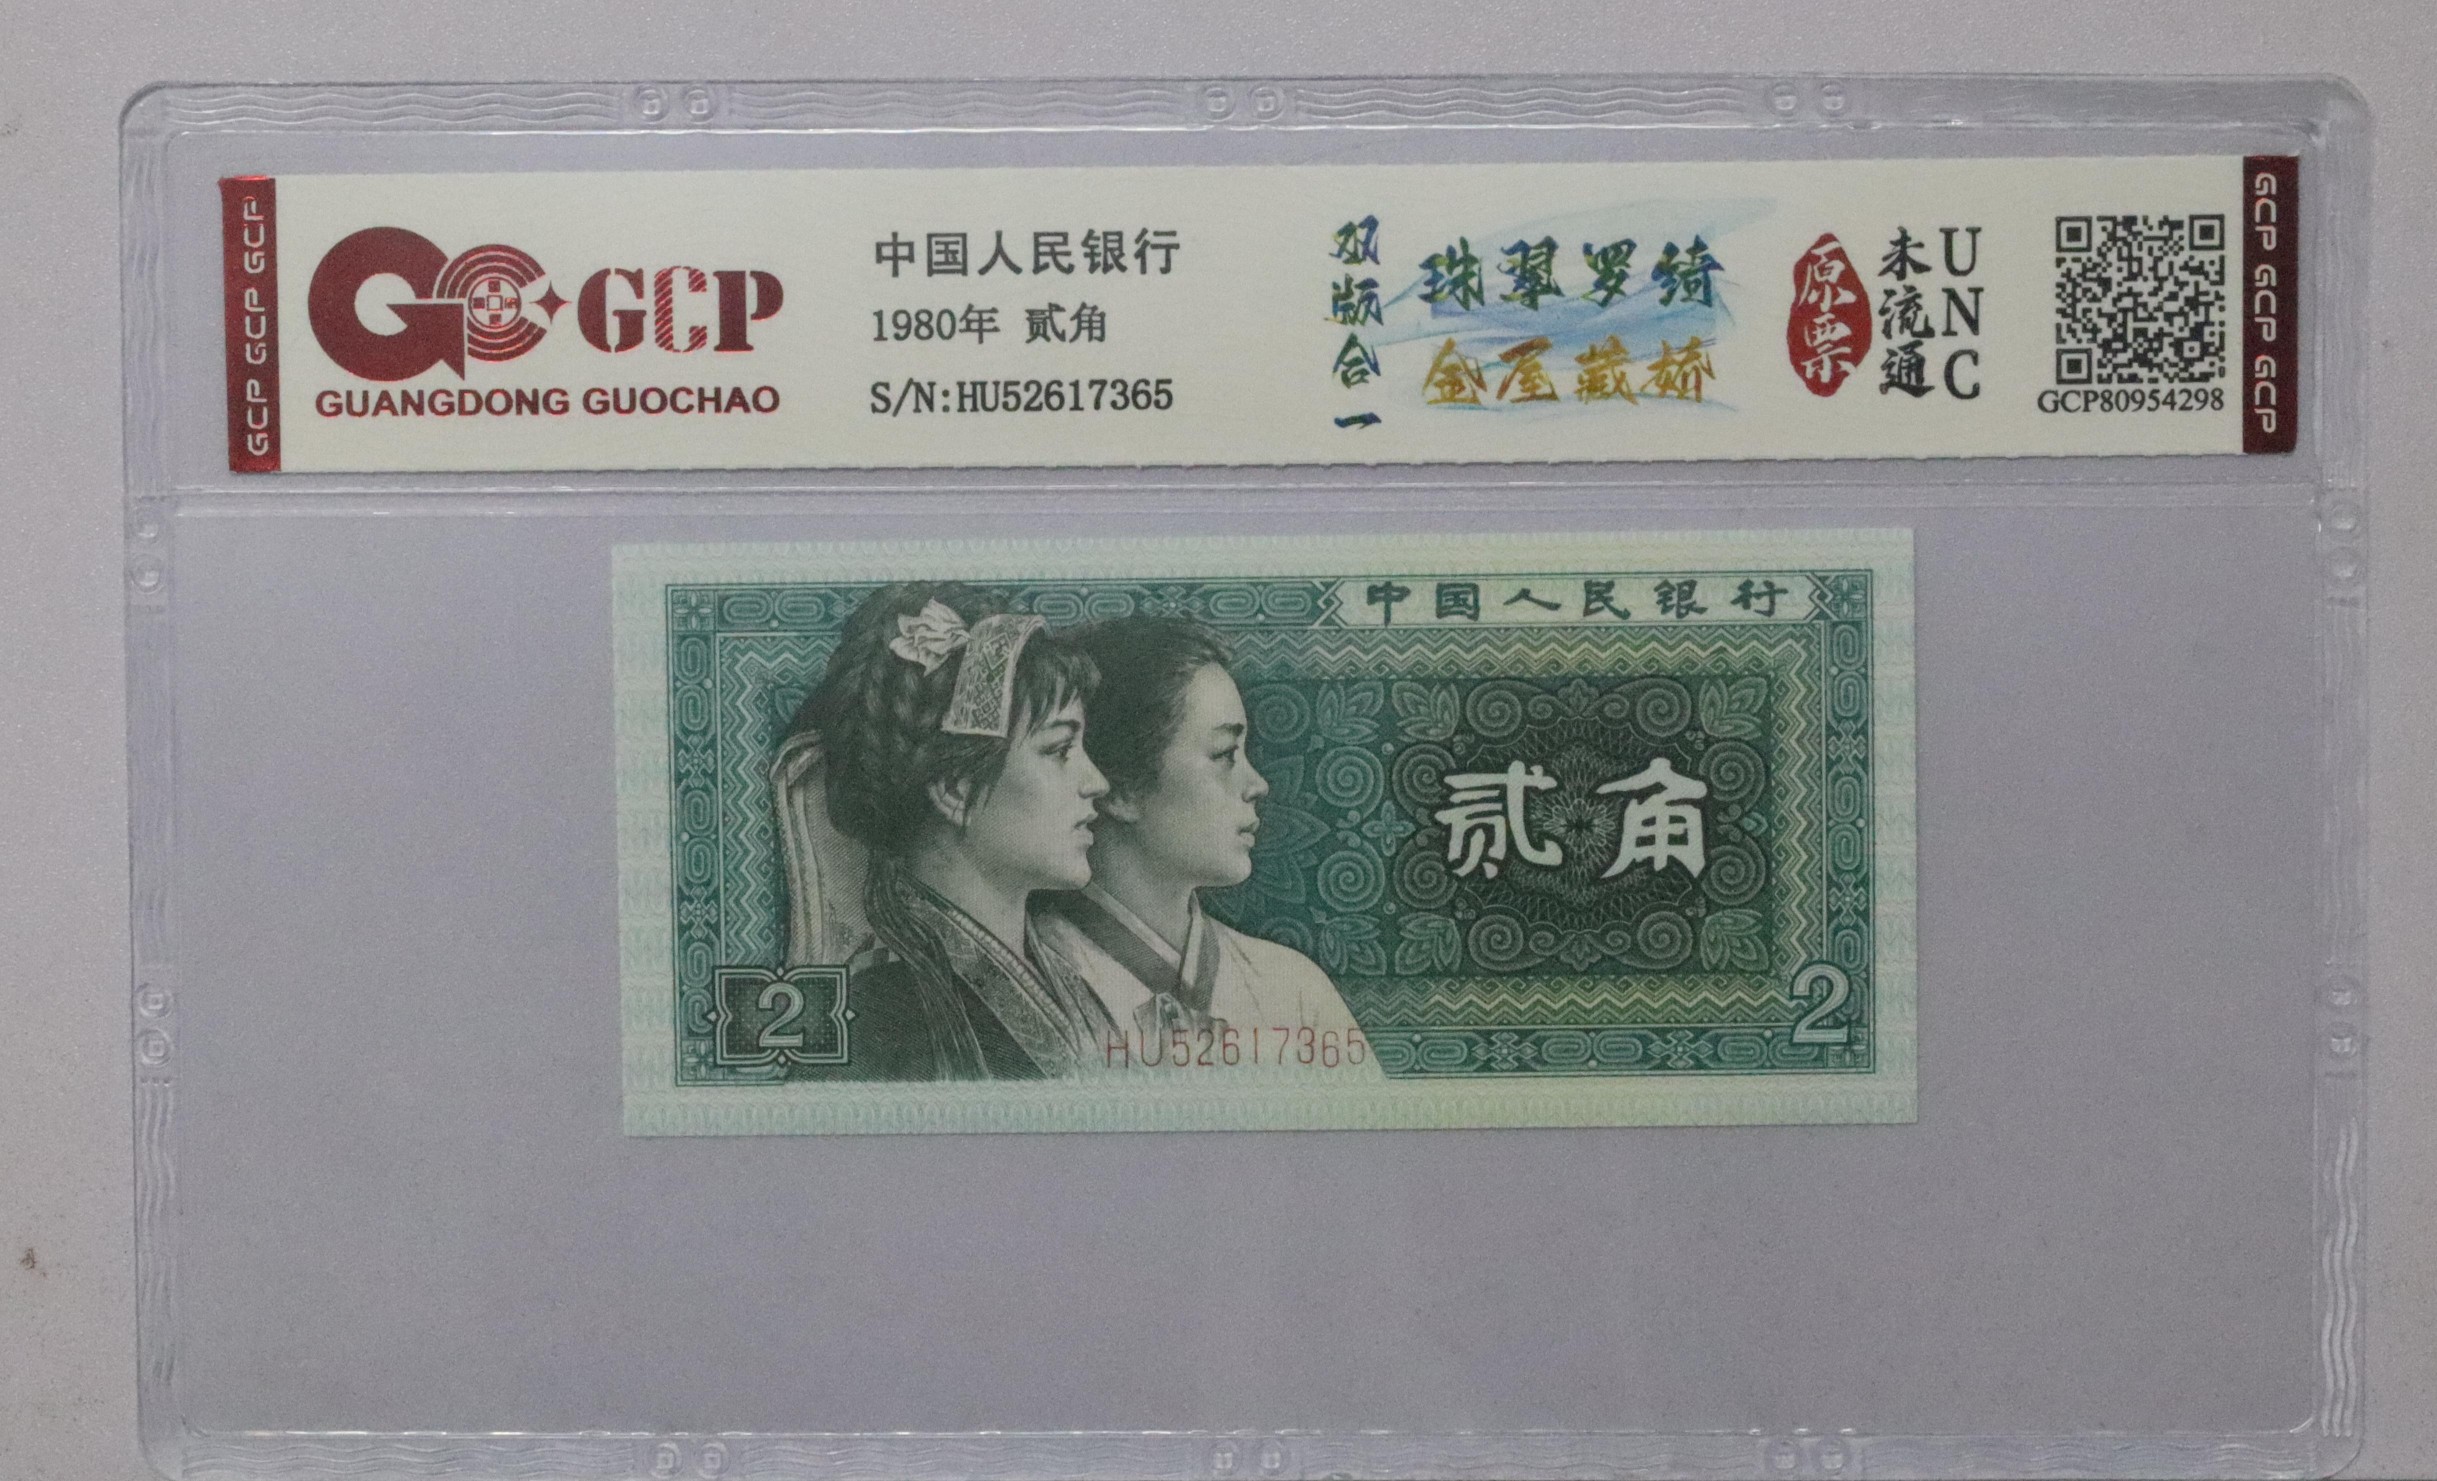 GCP GCP GCP
GCP
GUANGDONG GUOCHAO
中国人民银行
1980年 贰角
S/N:HU52617365
双版合一
珠翠罗绮
金屋藏娇
原票
未流通
UNC
GCP80954298
GCP GCP GCP
中国人民银行
贰角
2
2
HU52617365